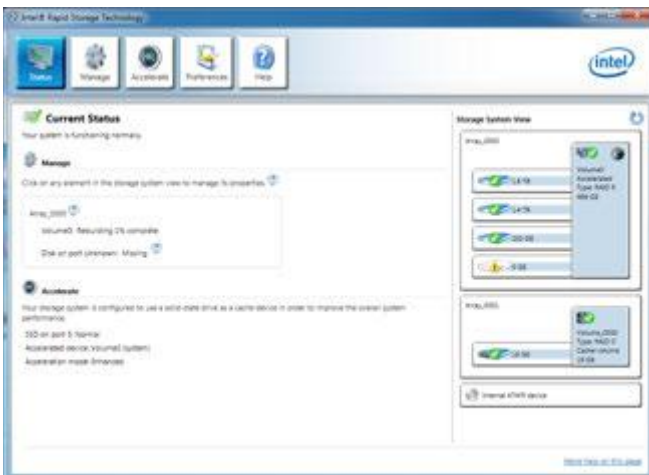 Intel® Rapid Storage Technology
Status
Manage
Accelerate
Preferences
Help
intel
Current Status
Your system is functioning normally.
Manage
Click on any element in the storage system view to manage its properties.
Array_0000
Volume0: Rebuilding 1% complete
Disk on port unknown: Missing
Accelerate
Your storage system is configured to use a solid state drive as a cache device in order to improve the overall system performance.
SSD on port 5: Normal
Accelerated device: Volume0 (system)
Acceleration mode: Enhanced
Storage System View
Array_0000
Volume0
Accelerated
Type: RAID 5
0 GB
Array_0001
Volume_0000
Type: RAID 0
Cache volume
19 GB
Internal ATAPI device
More help on this page